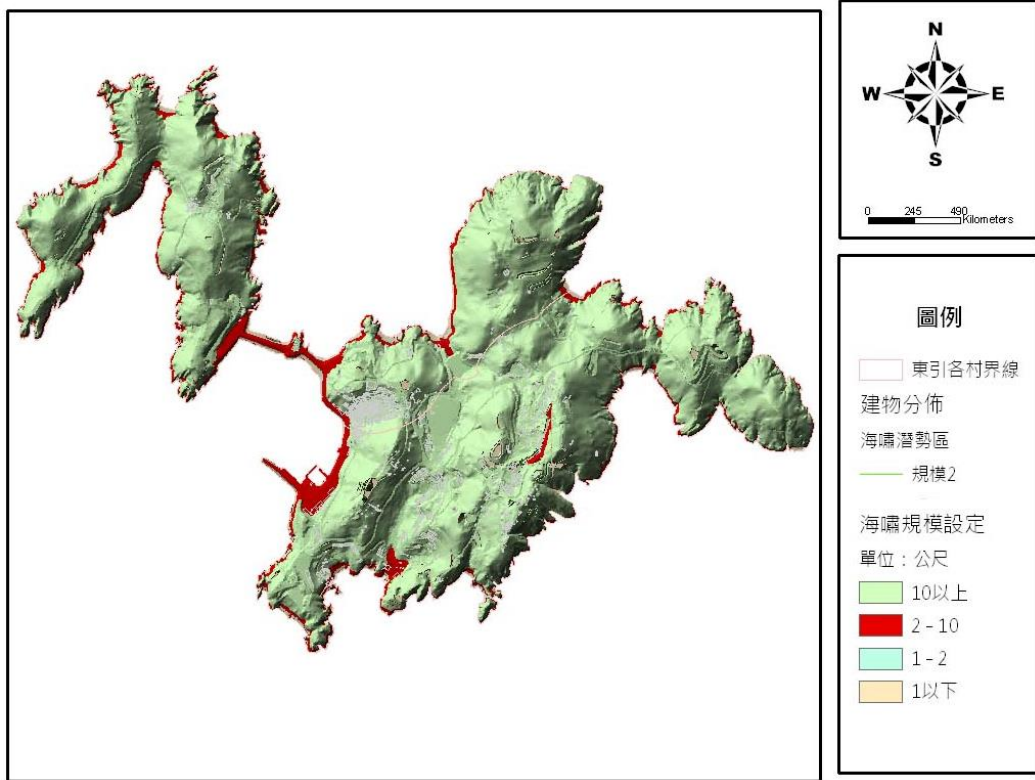 N
W E
S
0 245 490
Kilometers
圖例
東引各村界線
建物分佈
海嘯潛勢區
規模2
海嘯規模設定
單位：公尺
10以上
2 - 10
1 - 2
1以下